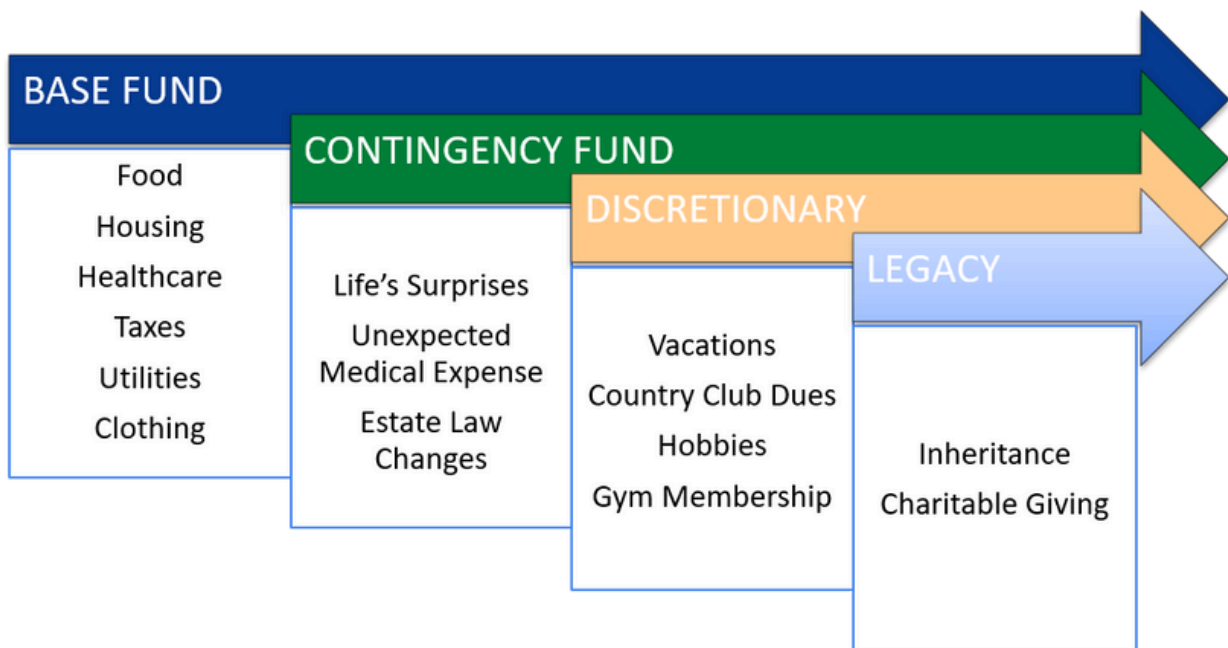 BASE FUND
Food
Housing
Healthcare
Taxes
Utilities
Clothing
CONTINGENCY FUND
Life’s Surprises
Unexpected
Medical Expense
Estate Law
Changes
DISCRETIONARY
Vacations
Country Club Dues
Hobbies
Gym Membership
LEGACY
Inheritance
Charitable Giving